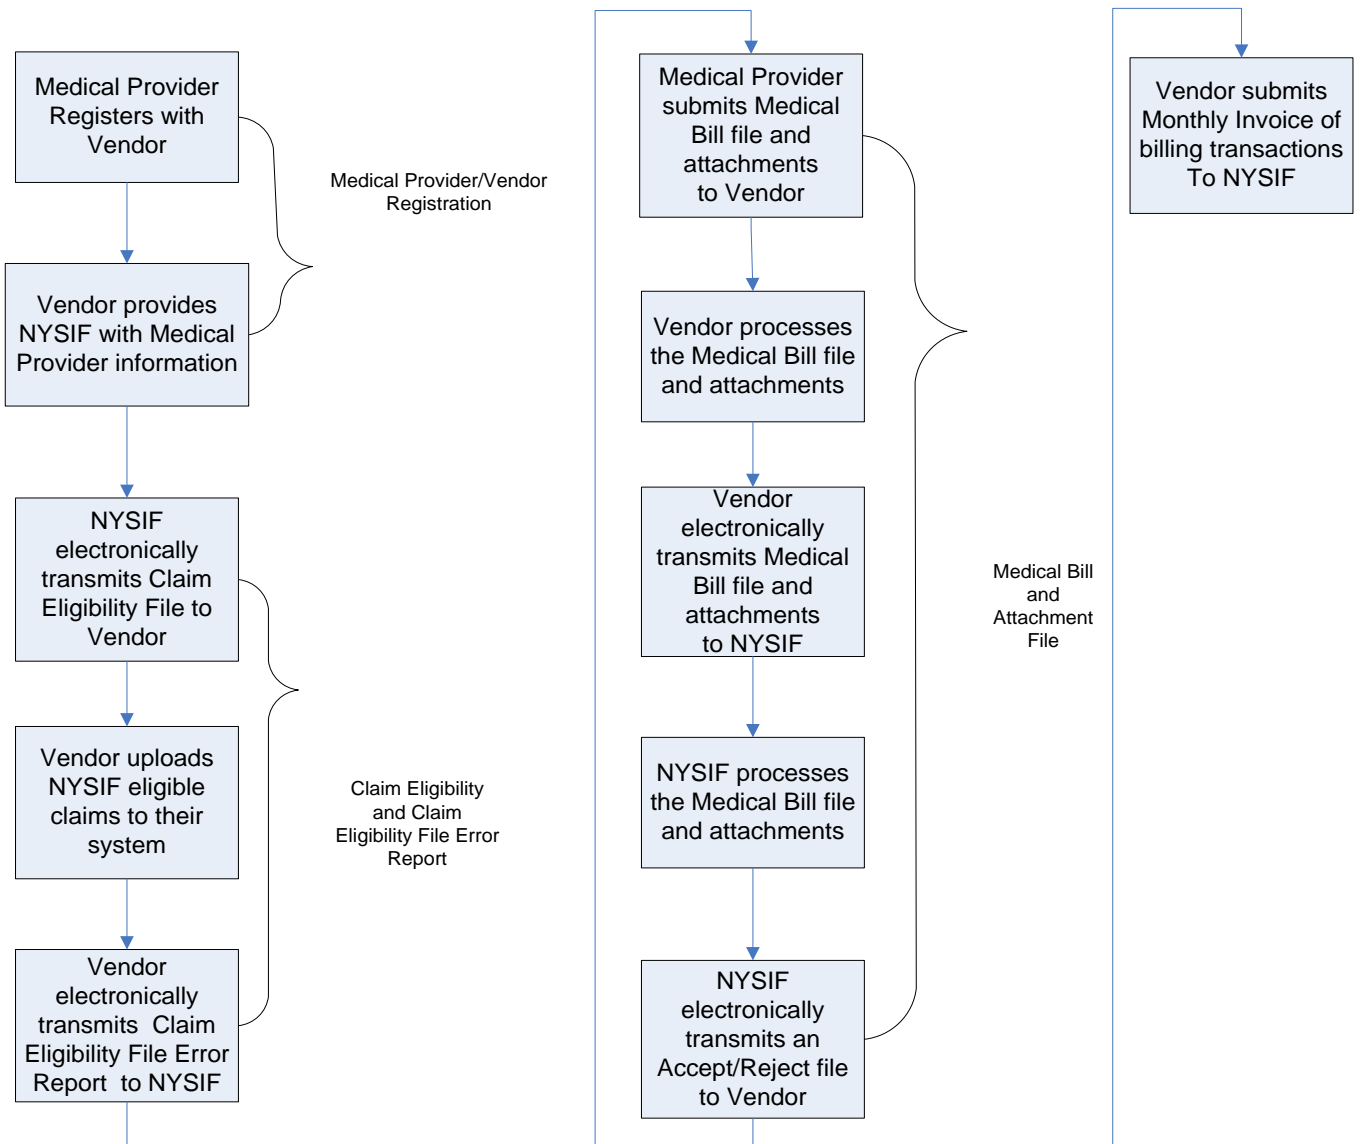 Medical Provider
Registers with
Vendor
Vendor provides
NYSIF with Medical
Provider information
Medical Provider/Vendor
Registration
NYSIF
electronically
transmits Claim
Eligibility File to
Vendor
Vendor uploads
NYSIF eligible
claims to their
system
Vendor
electronically
transmits Claim
Eligibility File Error
Report to NYSIF
Claim Eligibility
and Claim
Eligibility File Error
Report
Medical Provider
submits Medical
Bill file and
attachments
to Vendor
Vendor processes
the Medical Bill file
and attachments
Vendor
electronically
transmits Medical
Bill file and
attachments
to NYSIF
NYSIF processes
the Medical Bill file
and attachments
NYSIF
electronically
transmits an
Accept/Reject file
to Vendor
Medical Bill
and
Attachment
File
Vendor submits
Monthly Invoice of
billing transactions
To NYSIF